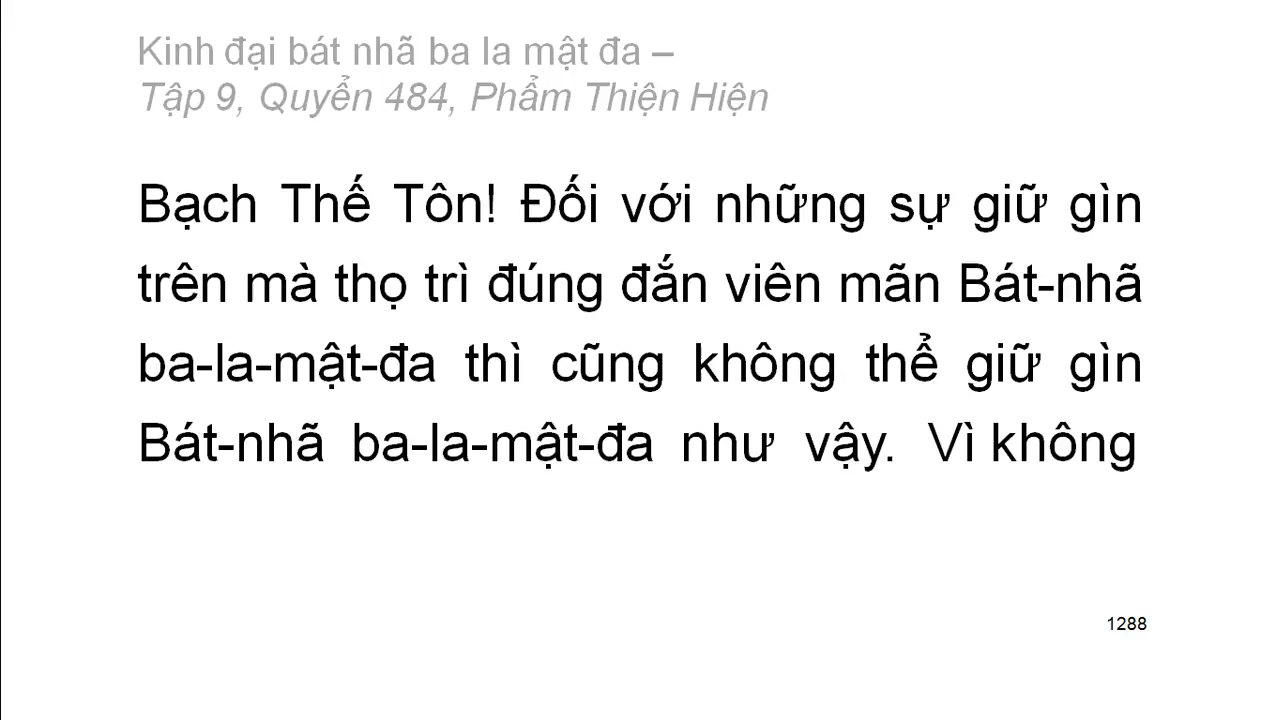 Kinh đại bát nhã ba la mật đa –
Tập 9, Quyển 484, Phẩm Thiện Hiện
Bạch Thế Tôn! Đối với những sự giữ gìn
trên mà thọ trì đúng đắn viên mãn Bát-nhã
ba-la-mật-đa thì cũng không thể giữ gìn
Bát-nhã ba-la-mật-đa như vậy. Vì không
1288